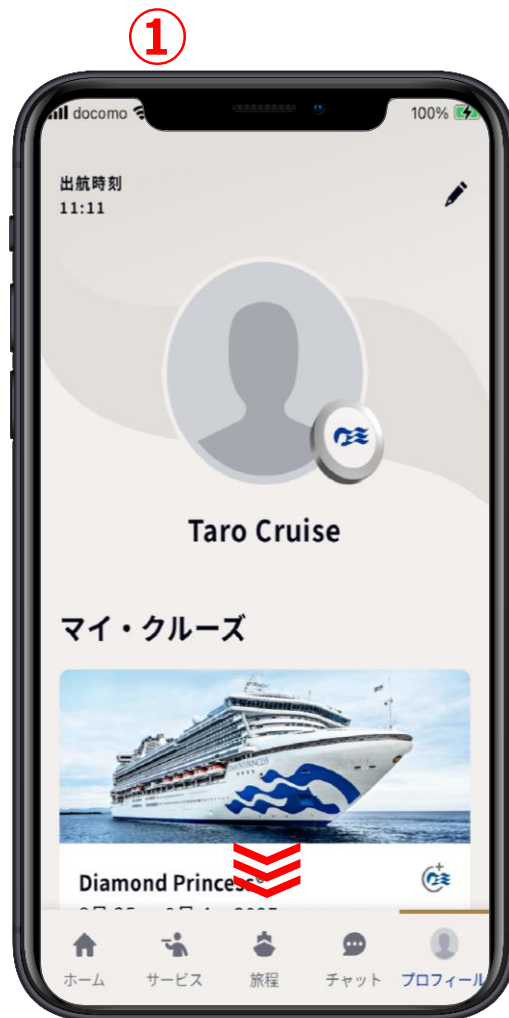 ①
docomo
100%
出航時刻
11:11
Taro Cruise
マイ・クルーズ
Diamond Princess®
ホーム
サービス
旅程
チャット
プロフィール